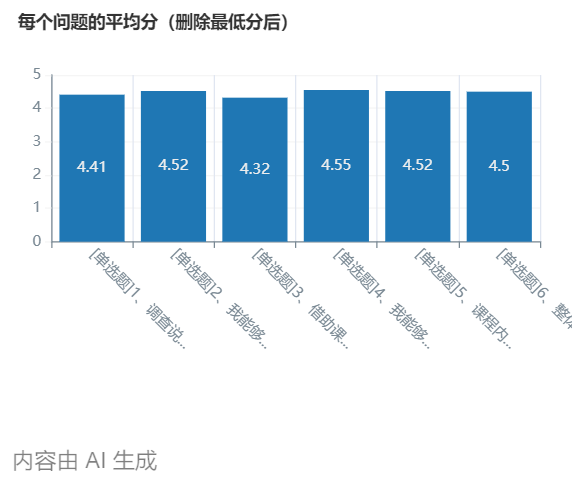 每个问题的平均分（删除最低分后）
5
4
3
2
1
0
4.41
4.52
4.32
4.55
4.52
4.5
[单选题]1、调查说...
[单选题]2、我能够...
[单选题]3、借助课...
[单选题]4、我能够...
[单选题]5、课程内...
[单选题]6、整体
内容由 AI 生成